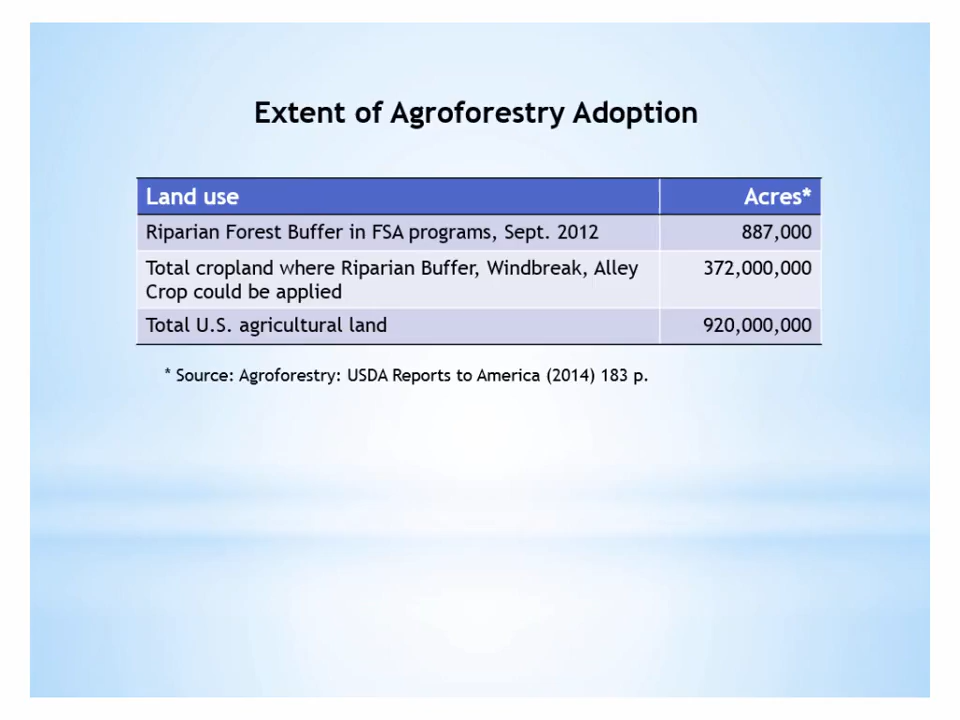 Extent of Agroforestry Adoption
Land use Acres*
Riparian Forest Buffer in FSA programs, Sept. 2012 887,000
Total cropland where Riparian Buffer, Windbreak, Alley 372,000,000
Crop could be applied
Total U.S. agricultural land 920,000,000
* Source: Agroforestry: USDA Reports to America (2014) 183 p.